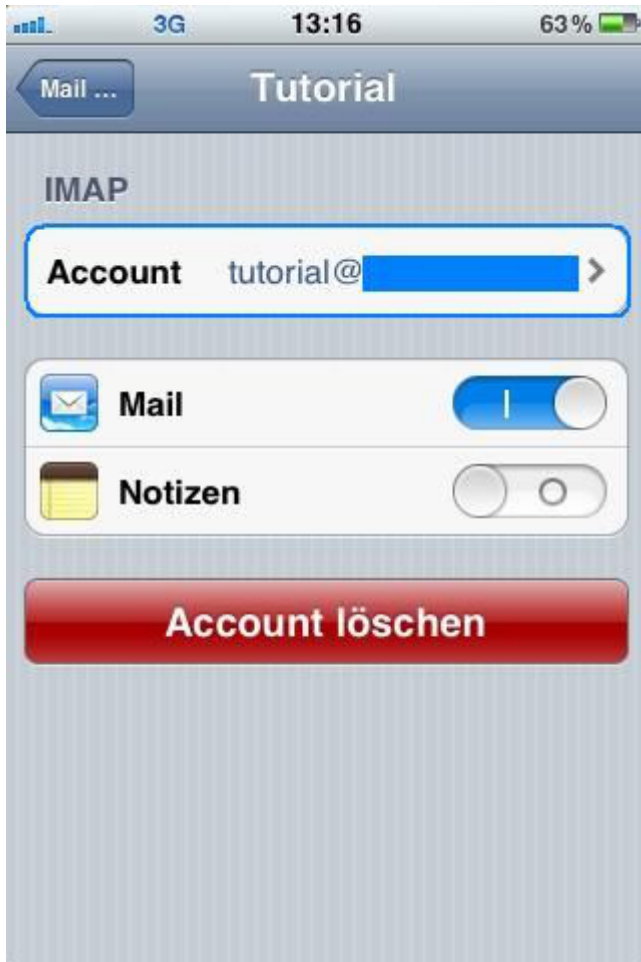 3G 13:16 63%
Mail ... Tutorial
IMAP
Account tutorial@
Mail
Notizen
Account löschen